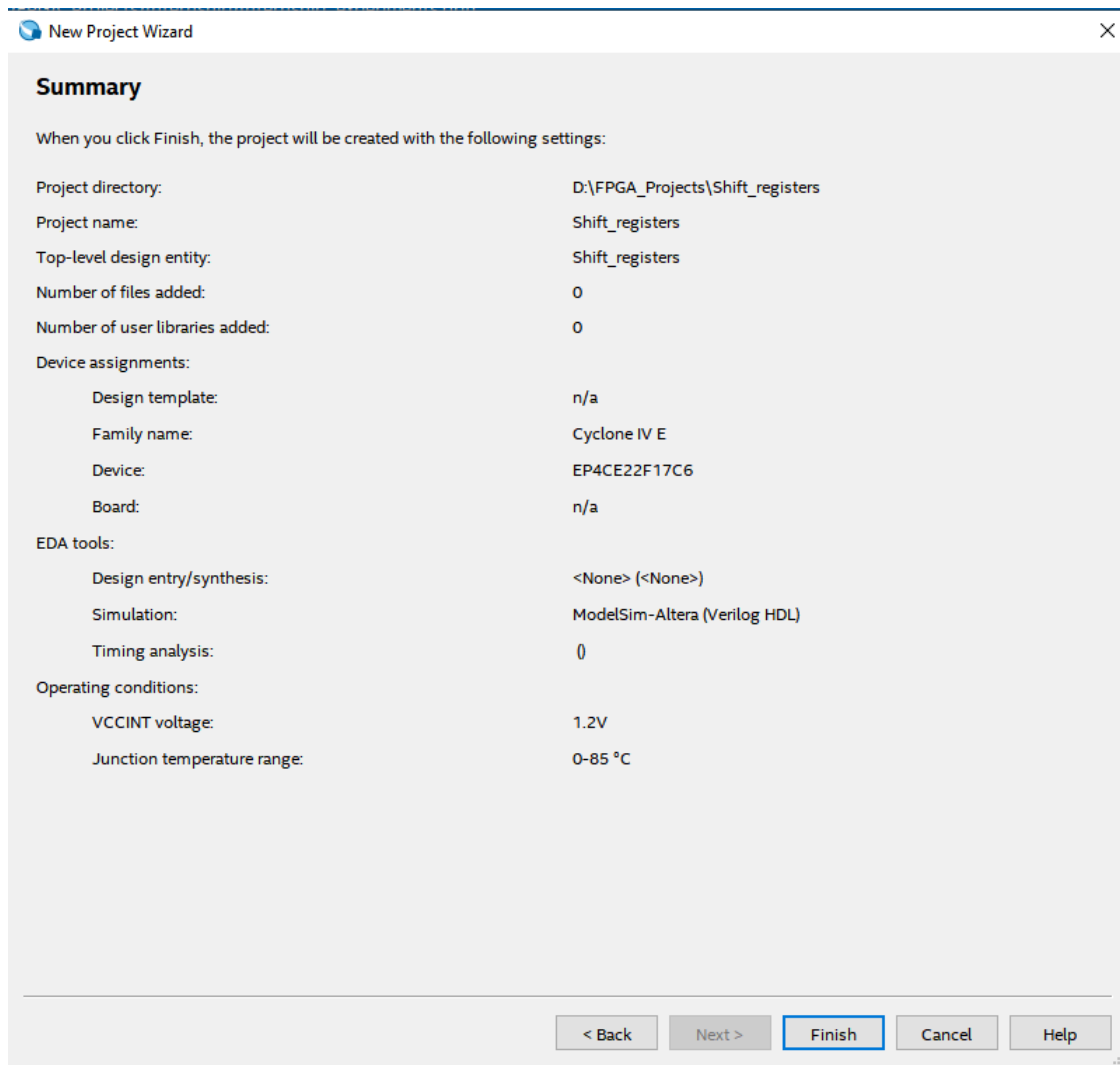 New Project Wizard
Summary
When you click Finish, the project will be created with the following settings:
Project directory: D:\FPGA_Projects\Shift_registers
Project name: Shift_registers
Top-level design entity: Shift_registers
Number of files added: 0
Number of user libraries added: 0
Device assignments:
Design template: n/a
Family name: Cyclone IV E
Device: EP4CE22F17C6
Board: n/a
EDA tools:
Design entry/synthesis: <None> (<None>)
Simulation: ModelSim-Altera (Verilog HDL)
Timing analysis: ()
Operating conditions:
VCCINT voltage: 1.2V
Junction temperature range: 0-85 °C
< Back Next > Finish Cancel Help